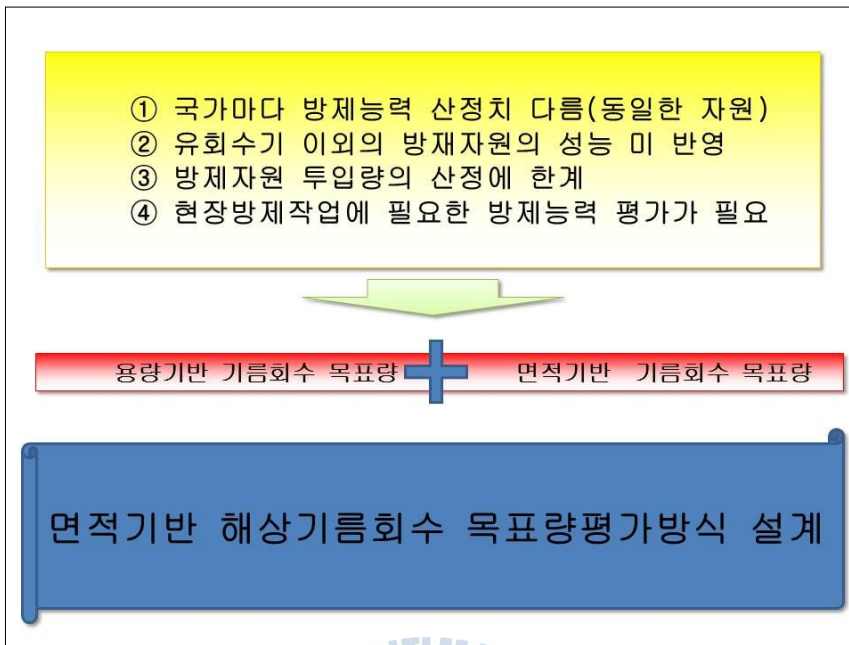 ① 국가마다 방제능력 산정치 다름(동일한 자원)
② 유회수기 이외의 방재자원의 성능 미 반영
③ 방제자원 투입량의 산정에 한계
④ 현장방제작업에 필요한 방제능력 평가가 필요
용량기반 기름회수 목표량 면적기반 기름회수 목표량
면적기반 해상기름회수 목표량평가방식 설계